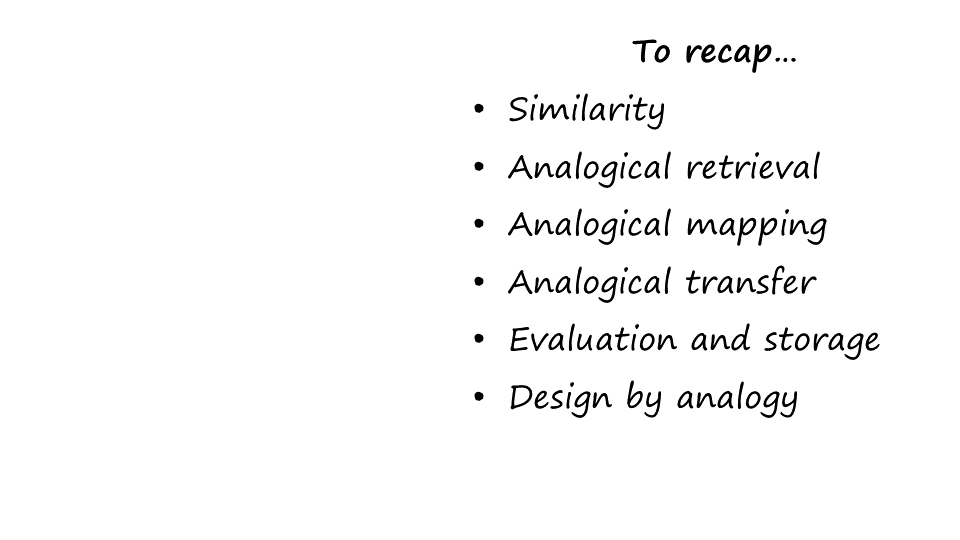 To recap...
• Similarity
• Analogical retrieval
• Analogical mapping
• Analogical transfer
• Evaluation and storage
• Design by analogy